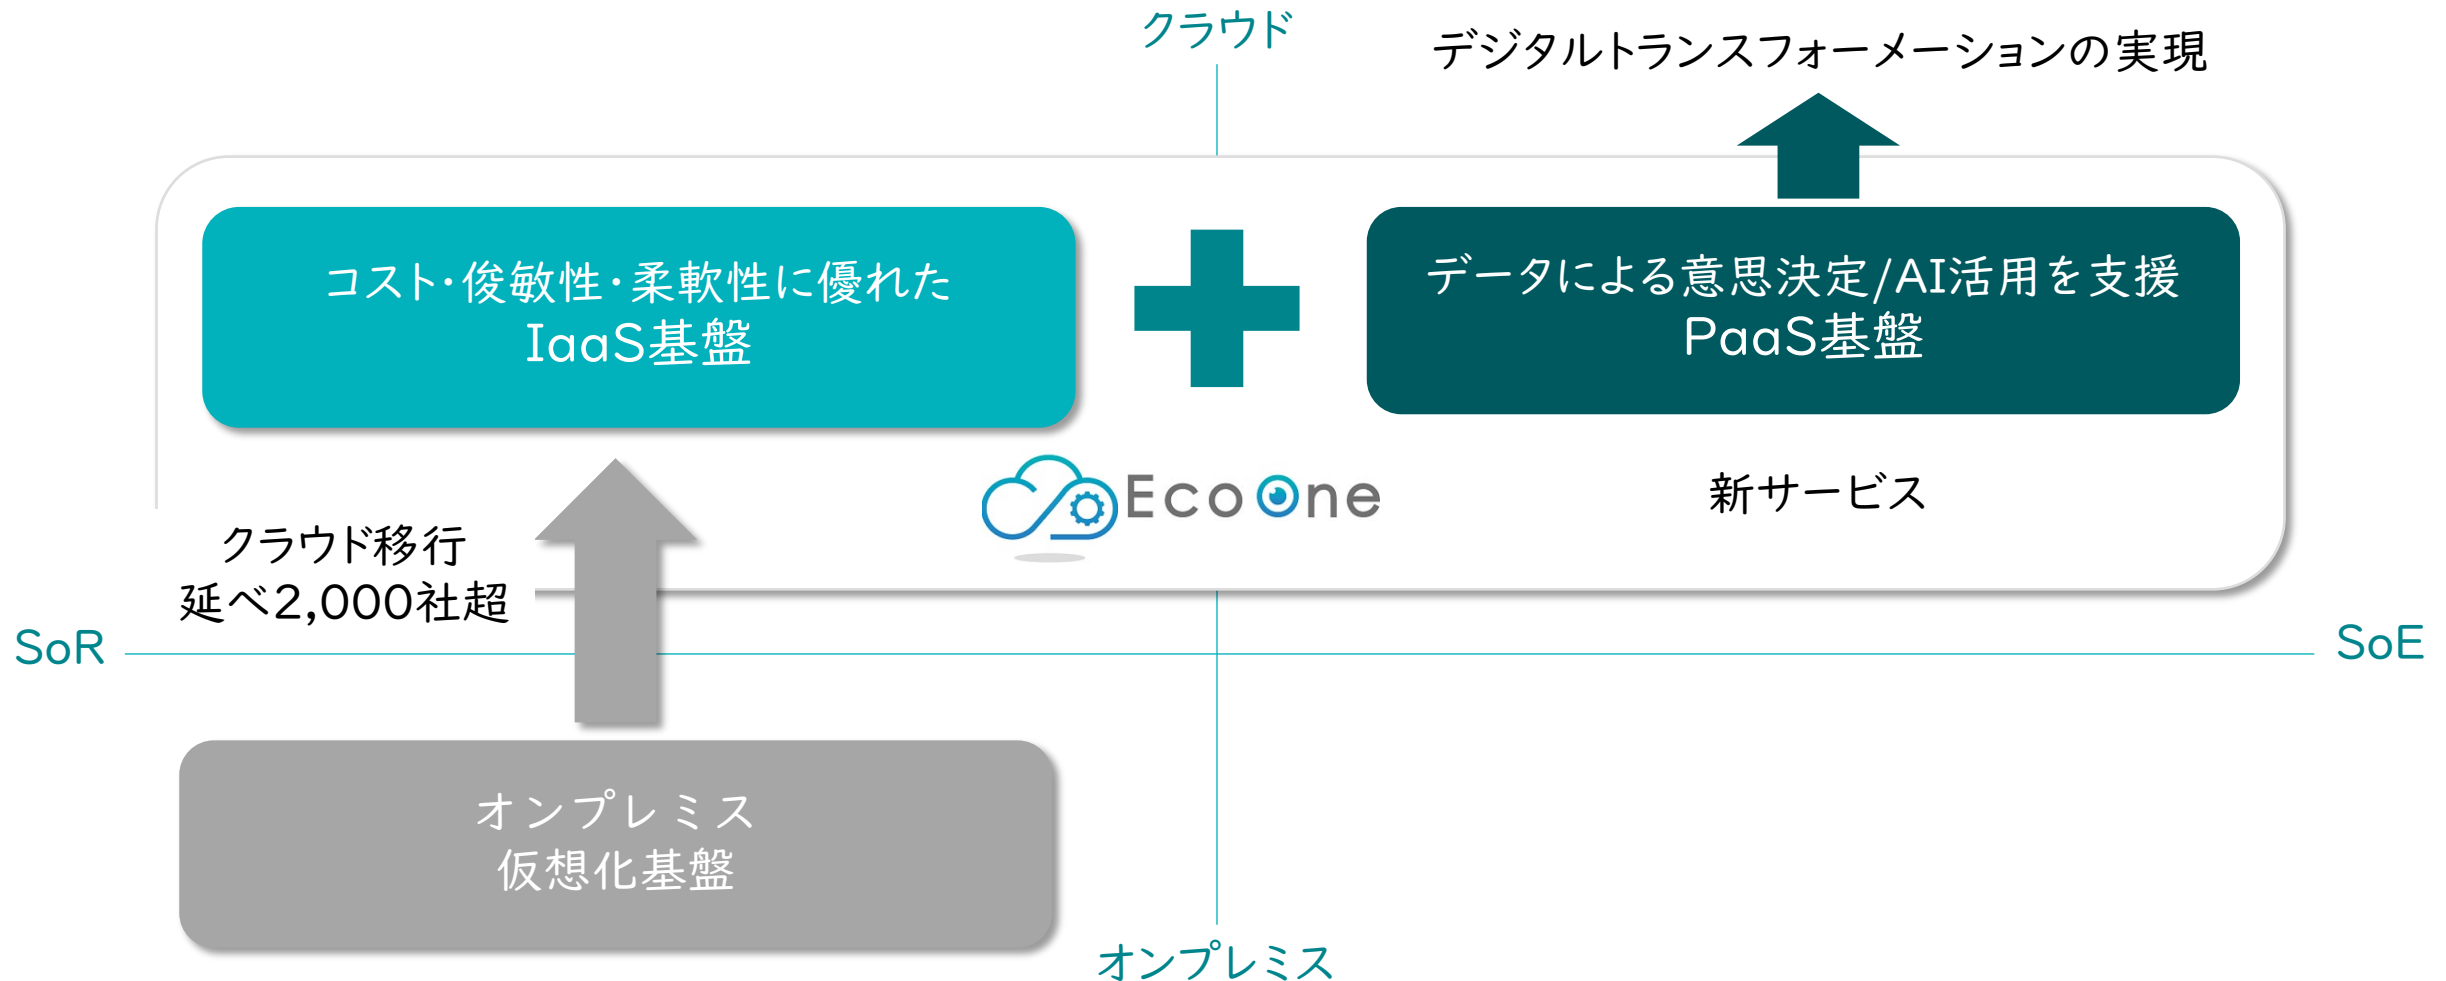 クラウド
デジタルトランスフォーメーションの実現
コスト・俊敏性・柔軟性に優れた
IaaS基盤
データによる意思決定/AI活用を支援
PaaS基盤
EcoOne
新サービス
クラウド移行
延べ2,000社超
SoR
SoE
オンプレミス
仮想化基盤
オンプレミス